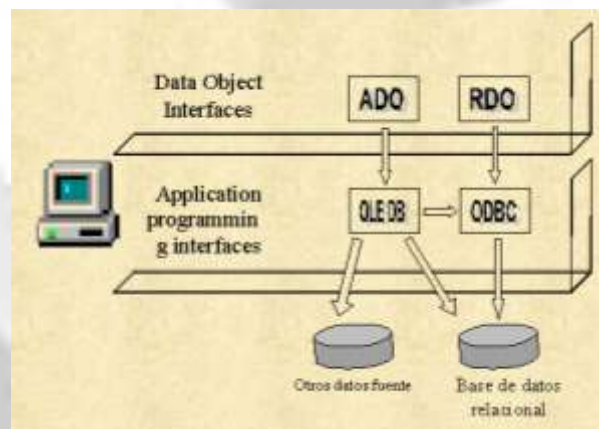 Data Object
Interfaces
ADO
RDO
Application
programmin
g interfaces
OLE DB
ODBC
Otros datos fuente
Base de datos
relacional